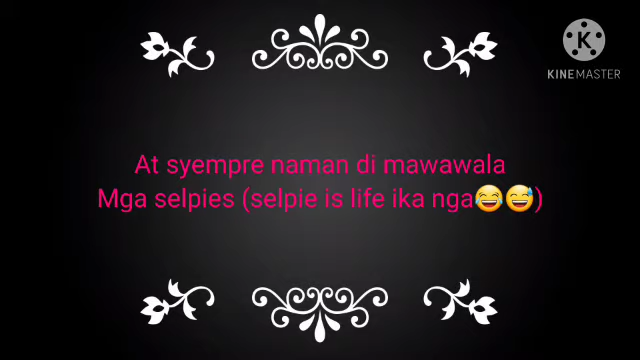 KINEMASTER
At syempre naman di mawawala
Mga selpies (selpie is life ika nga😂😅)